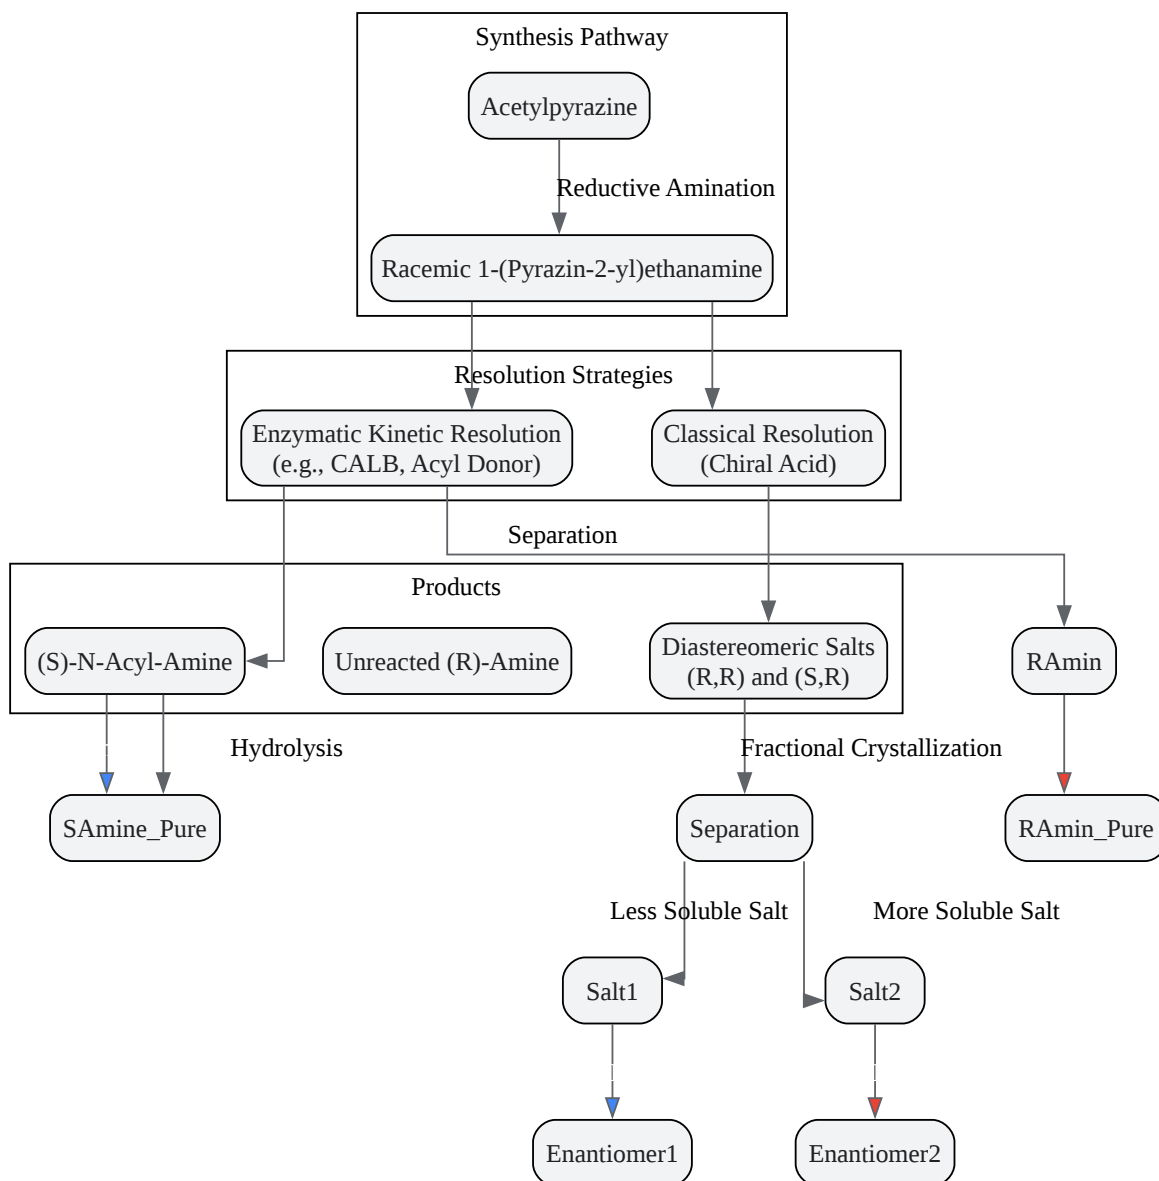 Synthesis Pathway
Acetylpyrazine
Reductive Amination
Racemic 1-(Pyrazin-2-yl)ethanamine
Resolution Strategies
Enzymatic Kinetic Resolution
(e.g., CALB, Acyl Donor)
Classical Resolution
(Chiral Acid)
Separation
Products
(S)-N-Acyl-Amine
Unreacted (R)-Amine
Diastereomeric Salts
(R,R) and (S,R)
RAmin
Hydrolysis
Fractional Crystallization
SAmine_Pure
Separation
RAmin_Pure
Less Soluble Salt
More Soluble Salt
Salt1
Salt2
Enantiomer1
Enantiomer2